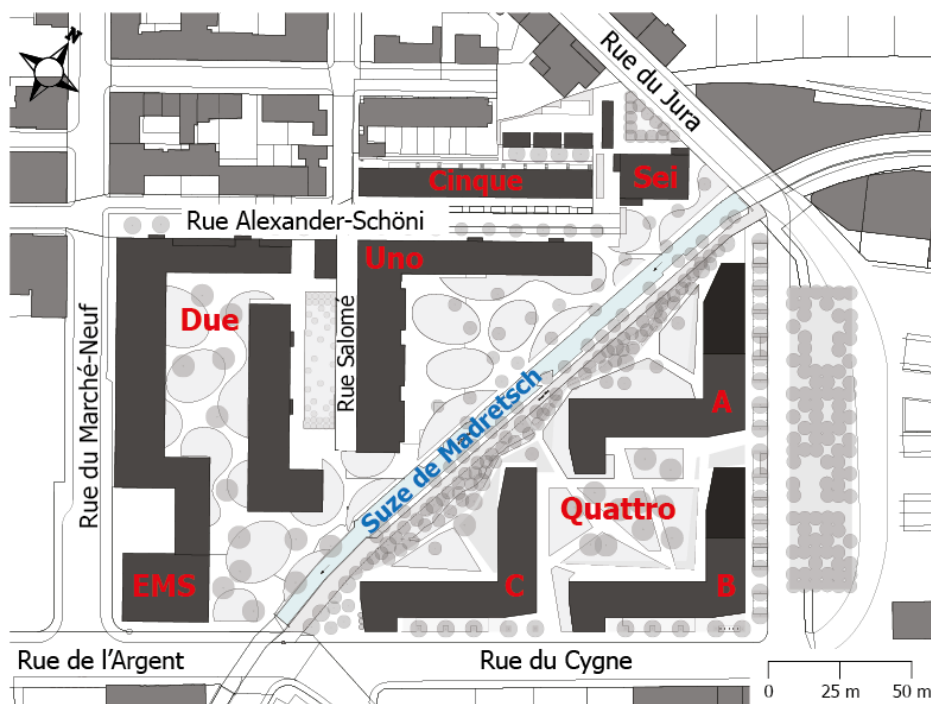 N
Rue du Jura
Cinque
Sei
Rue Alexander-Schöni
Uno
Due
Rue Salomé
Rue du Marché-Neuf
Suze de Madretsch
A
Quattro
EMS
C
B
Rue de l'Argent
Rue du Cygne
0 25 m 50 m